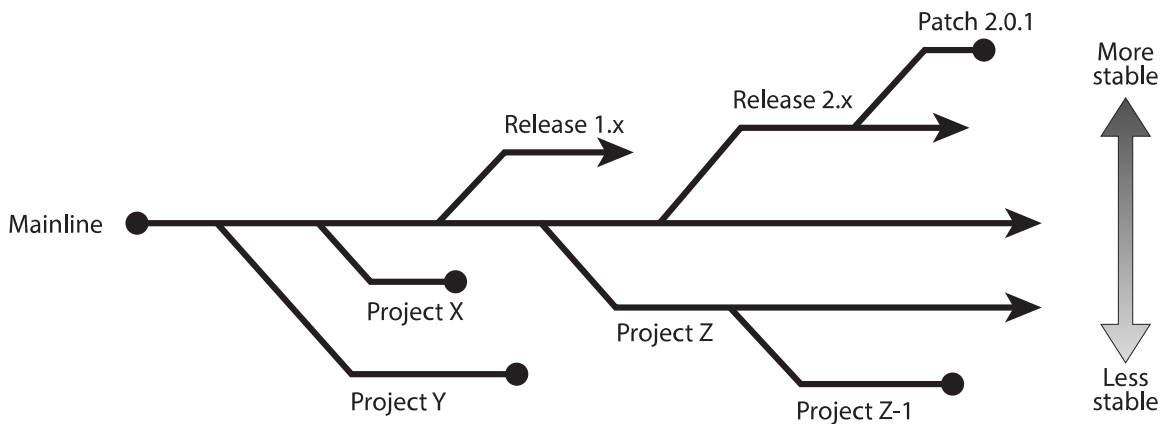 Patch 2.0.1
More
stable
Release 2.x
Release 1.x
Mainline
Project X
Project Z
Less
stable
Project Y
Project Z-1